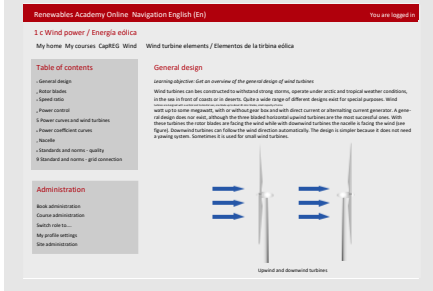 Renewables Academy Online Navigation English (En)
You are logged in
1 c Wind power / Energía eólica
My home My courses CapREG Wind Wind turbine elements / Elementos de la tirbina eólica
Table of contents
General design
Rotor blades
Speed ratio
Power control
5 Power curves and wind turbines
Power coefficient curves
Nacelle
Standards and norms - quality
9 Standard and norms - grid connection
Administration
Book administration
Course administration
Switch role to....
My profile settings
Site administration
General design
Learning objective: Get an overview of the general design of wind turbines
Wind turbines can bes constructed to withstand strong storms, operate under arctic and tropical weather conditions,
in the sea in front of coasts or in deserts. Quite a wide range of different designs exist for special purposes. Wind
watt up to some megawatt, with or without gear box and with direct current or alternating current generator. A gene-
ral design does nor exist, although the three bladed horizontal upwind turbines are the most successful ones. With
these turbines the rotor blades are facing the wind while with downwind turbines the nacelle is facing the wind (see
figure). Downwind turbines can follow the wind direction automatically. The design is simpler because it does not need
a yawing system. Sometimes it is used for small wind turbines.
Upwind and downwind turbines